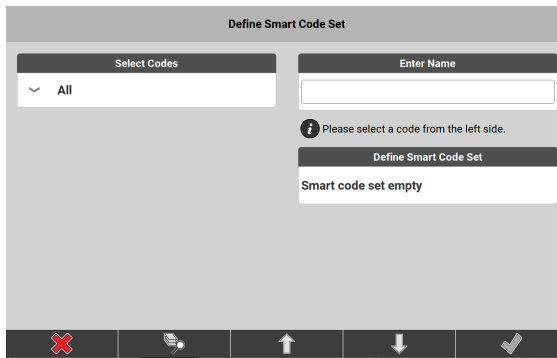 Define Smart Code Set
Select Codes
All
Enter Name
Please select a code from the left side.
Define Smart Code Set
Smart code set empty